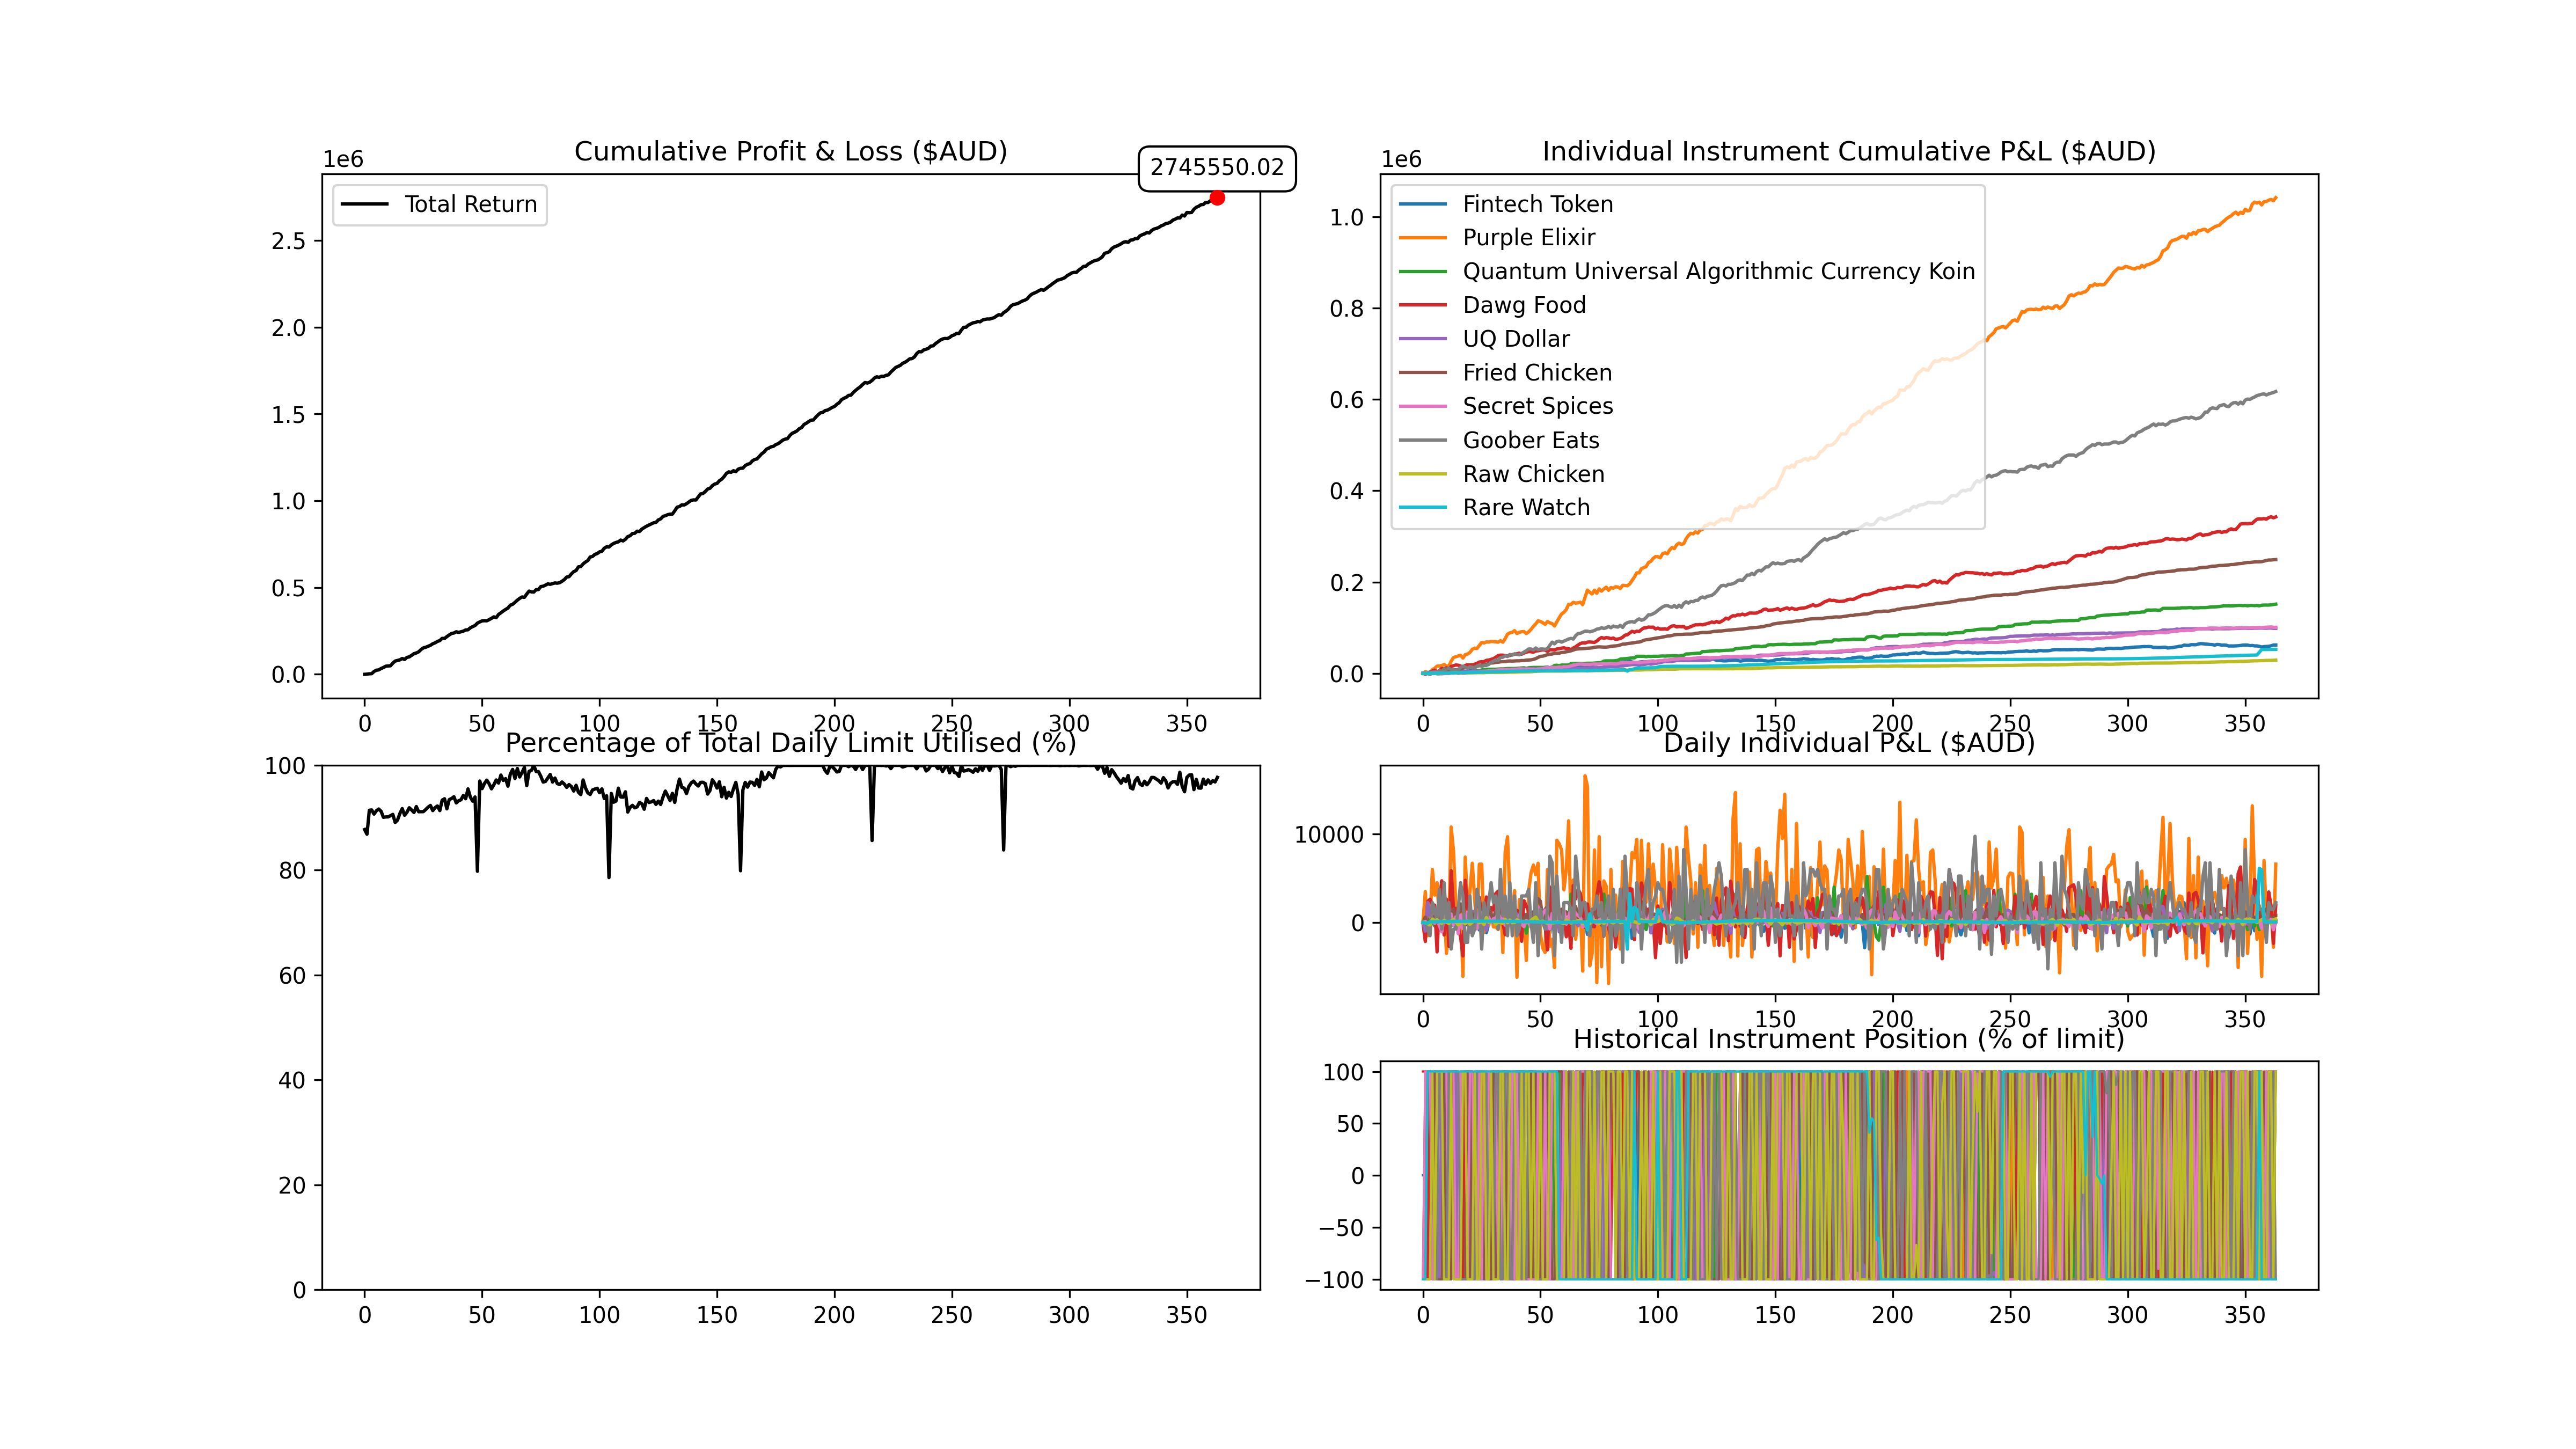 Cumulative Profit & Loss ($AUD)
1e6
2745550.02
Total Return
2.5
2.0
1.5
1.0
0.5
0.0
0 50 100 150 200 250 300 350
Individual Instrument Cumulative P&L ($AUD)
1e6
Fintech Token
Purple Elixir
Quantum Universal Algorithmic Currency Koin
Dawg Food
UQ Dollar
Fried Chicken
Secret Spices
Goober Eats
Raw Chicken
Rare Watch
1.0
0.8
0.6
0.4
0.2
0.0
0 50 100 150 200 250 300 350
Percentage of Total Daily Limit Utilised (%)
100
80
60
40
20
0
0 50 100 150 200 250 300 350
Daily Individual P&L ($AUD)
10000
0
0 50 100 150 200 250 300 350
Historical Instrument Position (% of limit)
100
50
0
−50
−100
0 50 100 150 200 250 300 350